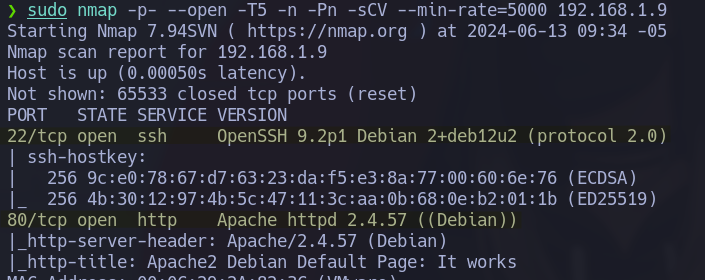 ❯ sudo nmap -p- --open -T5 -n -Pn -sCV --min-rate=5000 192.168.1.9
Starting Nmap 7.94SVN ( https://nmap.org ) at 2024-06-13 09:34 -05
Nmap scan report for 192.168.1.9
Host is up (0.00050s latency).
Not shown: 65533 closed tcp ports (reset)
PORT   STATE SERVICE VERSION
22/tcp open  ssh     OpenSSH 9.2p1 Debian 2+deb12u2 (protocol 2.0)
| ssh-hostkey:
|   256 9c:e0:78:67:d7:63:23:da:f5:e3:8a:77:00:60:6e:76 (ECDSA)
|_  256 4b:30:12:97:4b:5c:47:11:3c:aa:0b:68:0e:b2:01:1b (ED25519)
80/tcp open  http    Apache httpd 2.4.57 ((Debian))
|_http-server-header: Apache/2.4.57 (Debian)
|_http-title: Apache2 Debian Default Page: It works
MAC Address: (VMware)